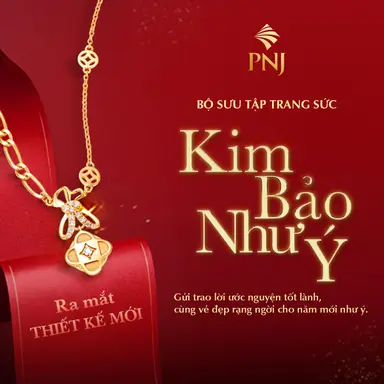 PNJ
BỘ SƯU TẬP TRANG SỨC
Kim
Bảo
Như Ý
Gửi trao lời ước nguyện tốt lành,
cùng vẻ đẹp rạng ngời cho năm mới như ý.
Ra mắt
THIẾT KẾ MỚI